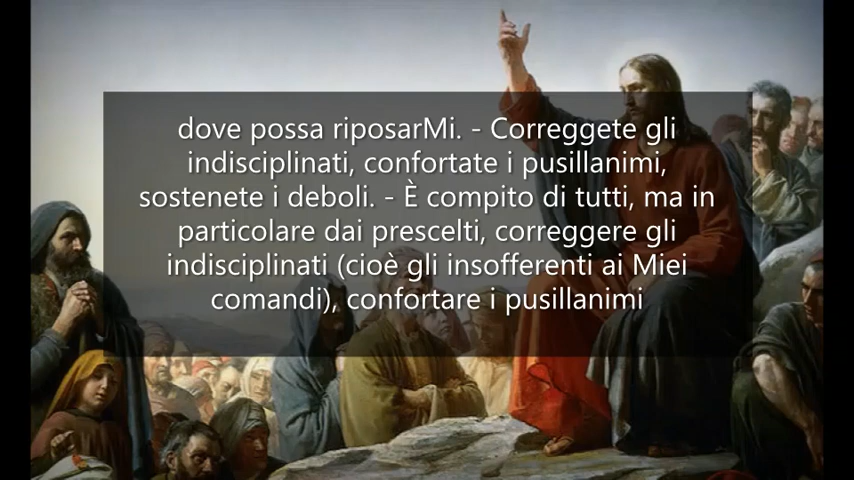 dove possa riposarMi. - Correggete gli
indisciplinati, confortate i pusillanimi,
sostenete i deboli. - È compito di tutti, ma in
particolare dai prescelti, correggere gli
indisciplinati (cioè gli insofferenti ai Miei
comandi), confortare i pusillanimi